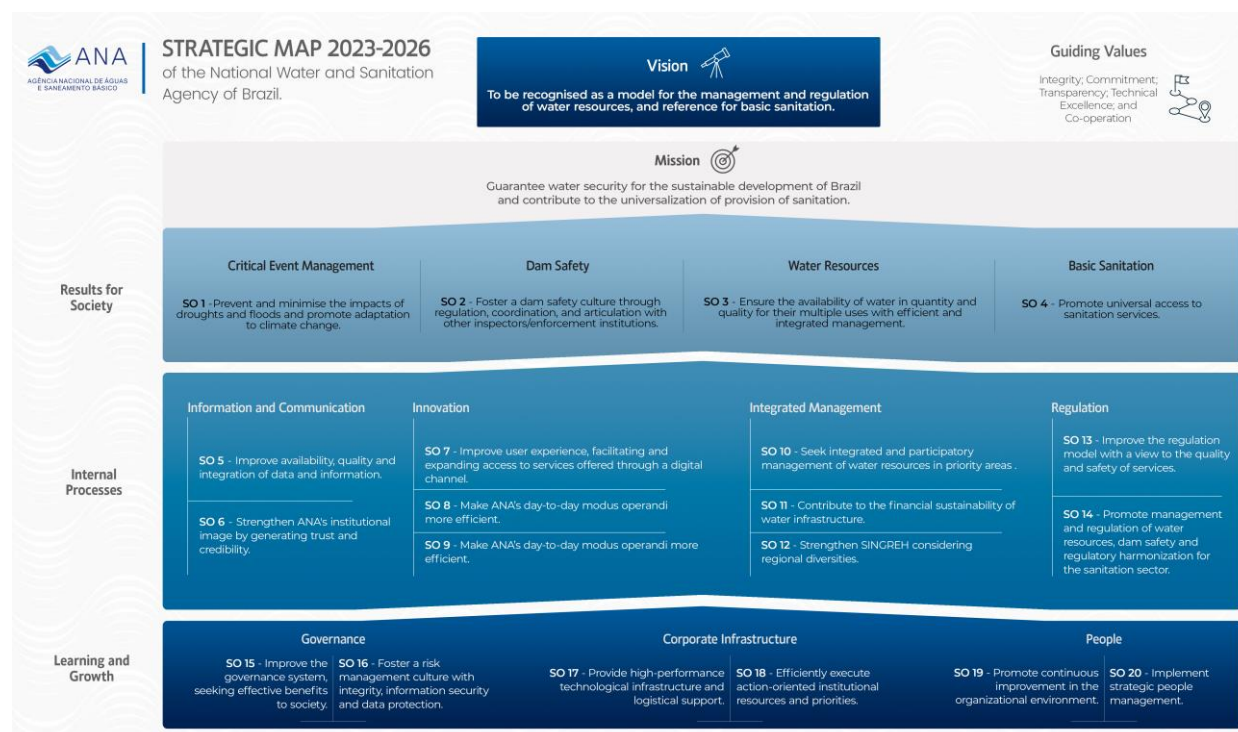 ANA
AGÊNCIA NACIONAL DE ÁGUAS
E SANEAMENTO BÁSICO
STRATEGIC MAP 2023-2026
of the National Water and Sanitation
Agency of Brazil.
Vision
To be recognised as a model for the management and regulation
of water resources, and reference for basic sanitation.
Guiding Values
Integrity; Commitment;
Transparency; Technical
Excellence; and
Co-operation
Mission
Guarantee water security for the sustainable development of Brazil
and contribute to the universalization of provision of sanitation.
Results for
Society
Critical Event Management
SO 1 -Prevent and minimise the impacts of
droughts and floods and promote adaptation
to climate change.
Dam Safety
SO 2 - Foster a dam safety culture through
regulation, coordination, and articulation with
other inspectors/enforcement institutions.
Water Resources
SO 3 - Ensure the availability of water in quantity and
quality for their multiple uses with efficient and
integrated management.
Basic Sanitation
SO 4 - Promote universal access to
sanitation services.
Internal
Processes
Information and Communication
SO 5 - Improve availability, quality and
integration of data and information.
SO 6 - Strengthen ANA's institutional
image by generating trust and
credibility.
Innovation
SO 7 - Improve user experience, facilitating and
expanding access to services offered through a digital
channel.
SO 8 - Make ANA's day-to-day modus operandi
more efficient.
SO 9 - Make ANA's day-to-day modus operandi more
efficient.
Integrated Management
SO 10 - Seek integrated and participatory
management of water resources in priority areas .
SO 11 - Contribute to the financial sustainability of
water infrastructure.
SO 12 - Strengthen SINGREH considering
regional diversities.
Regulation
SO 13 - Improve the regulation
model with a view to the quality
and safety of services.
SO 14 - Promote management
and regulation of water
resources, dam safety and
regulatory harmonization for
the sanitation sector.
Learning and
Growth
Governance
SO 15 - Improve the
governance system,
seeking effective benefits
to society.
SO 16 - Foster a risk
management culture with
integrity, information security
and data protection.
Corporate Infrastructure
SO 17 - Provide high-performance
technological infrastructure and
logistical support.
SO 18 - Efficiently execute
action-oriented institutional
resources and priorities.
People
SO 19 - Promote continuous
improvement in the
organizational environment.
SO 20 - Implement
strategic people
management.